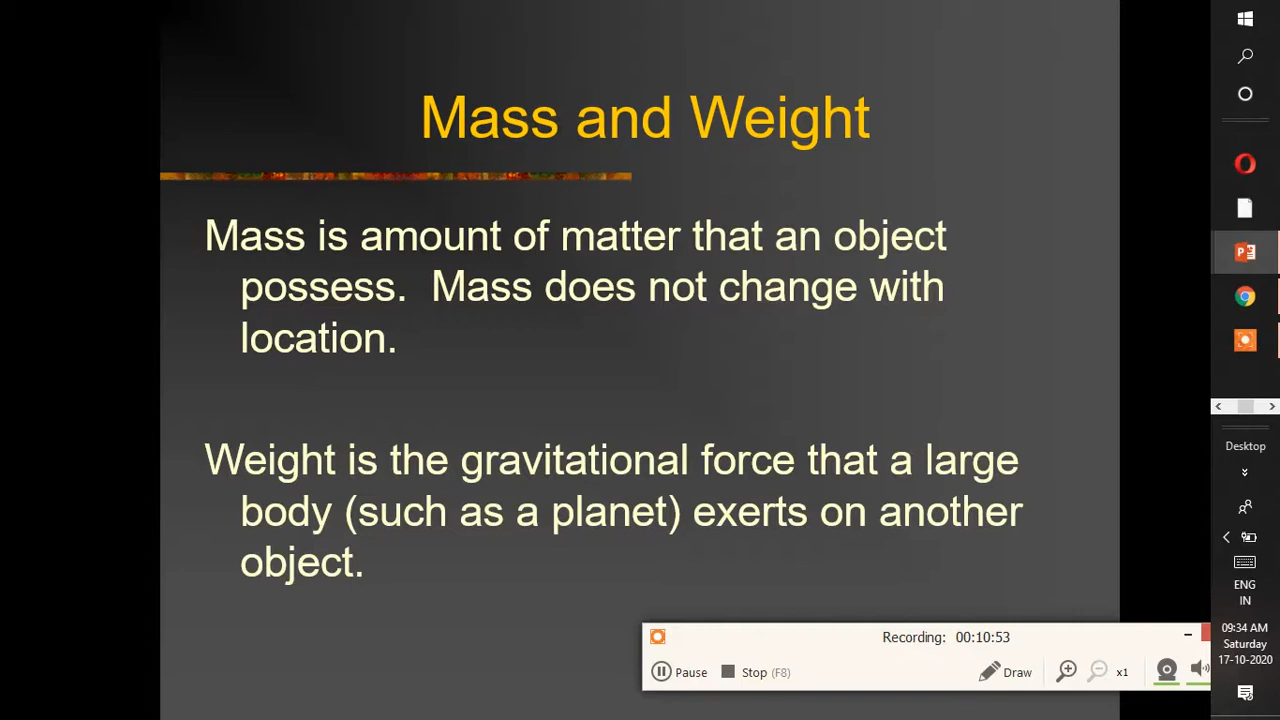 Mass and Weight
Mass is amount of matter that an object
possess. Mass does not change with
location.
Weight is the gravitational force that a large
body (such as a planet) exerts on another
object.
Recording: 00:10:53
Pause Stop (F8) Draw x1
Desktop
ENG
IN
09:34 AM
Saturday
17-10-2020